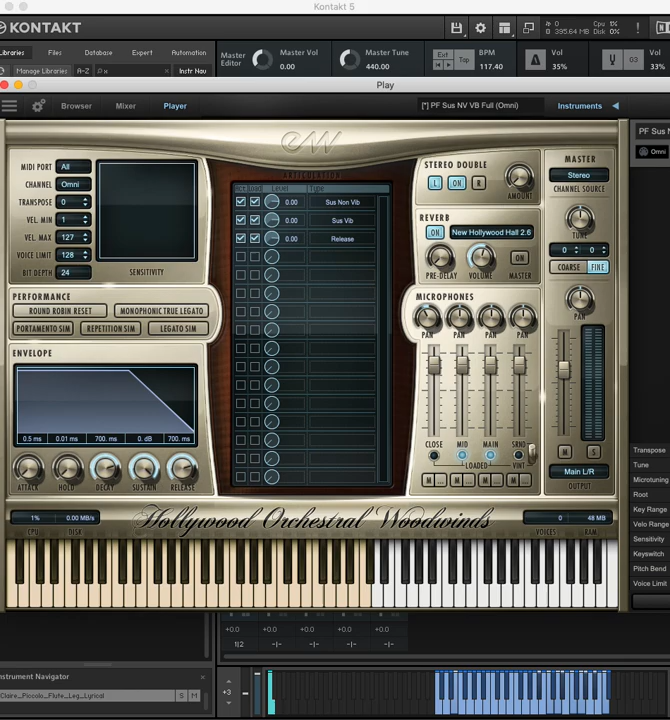 Kontakt 5
KONTAKT
0
395.64 MB
Cpu 1%
Disk 0%
!
Libraries Files Database Expert Automation
Manage Libraries A-Z Instr Nav
Master Editor
Master Vol
0.00
Master Tune
440.00
Ext
Tap
BPM
117.40
Vol
35%
G3
Vol
33%
Play
Browser Mixer Player
[*] PF Sus NV VB Full (Omni)
Instruments
PF Sus N
Omni
EW
MIDI PORT All
CHANNEL Omni
TRANSPOSE 0
VEL. MIN 1
VEL. MAX 127
VOICE LIMIT 128
BIT DEPTH 24
SENSITIVITY
PERFORMANCE
ROUND ROBIN RESET MONOPHONIC TRUE LEGATO
PORTAMENTO SIM REPETITION SIM LEGATO SIM
ENVELOPE
0.5 ms 0.01 ms 700. ms 0. dB 700. ms
ATTACK HOLD DECAY SUSTAIN RELEASE
ARTICULATION
Act. Load Level Type
0.00 Sus Non Vib
0.00 Sus Vib
0.00 Release
STEREO DOUBLE
L ON R
AMOUNT
REVERB
ON New Hollywood Hall 2.6
ON
PRE-DELAY VOLUME MASTER
MICROPHONES
PAN PAN PAN PAN
CLOSE MID MAIN SRND
LOADED VINT
M ... M ... M ... M
MASTER
Stereo
CHANNEL SOURCE
TUNE
0 0
COARSE FINE
PAN
M S
Main L/R
OUTPUT
1% 0.00 MB/s
CPU DISK
Hollywood Orchestral Woodwinds
0 48 MB
VOICES RAM
Transpose
Tune
Microtuning
Root
Key Range
Velo Range
Sensitivity
Keyswitch
Pitch Bend
Voice Limit
+0.0 +0.0 +0.0 +0.0
Instrument Navigator
Claire_Piccolo_Flute_Leg_Lyrical S M
+3